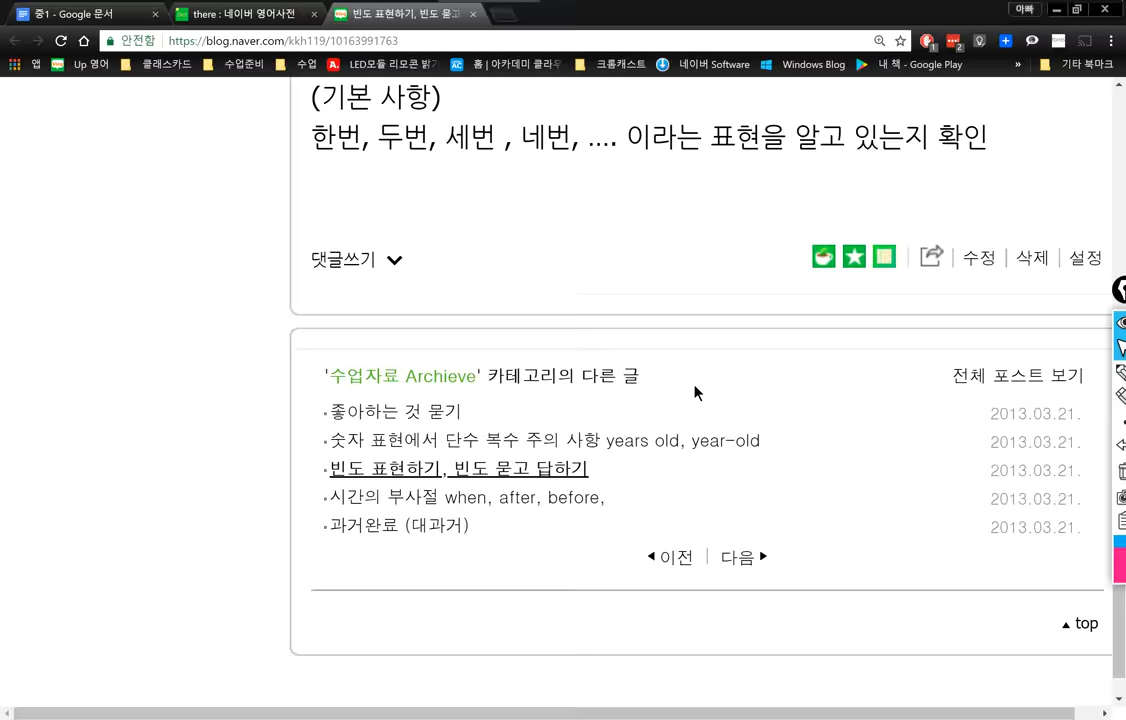 중1 - Google 문서
there : 네이버 영어사전
빈도 표현하기, 빈도 묻고
아빠
안전함 https://blog.naver.com/kkh119/10163991763
앱 Up 영어 클래스카드 수업준비 수업 LED모듈 리모콘 밝기 홈 | 아카데미 클라우 크롬캐스트 네이버 Software Windows Blog 내 책 - Google Play » 기타 북마크
(기본 사항)
한번, 두번, 세번 , 네번, .... 이라는 표현을 알고 있는지 확인
댓글쓰기 수정 삭제 설정
'수업자료 Archieve' 카테고리의 다른 글 전체 포스트 보기
좋아하는 것 묻기 2013.03.21.
숫자 표현에서 단수 복수 주의 사항 years old, year-old 2013.03.21.
빈도 표현하기, 빈도 묻고 답하기 2013.03.21.
시간의 부사절 when, after, before, 2013.03.21.
과거완료 (대과거) 2013.03.21.
이전 다음
top